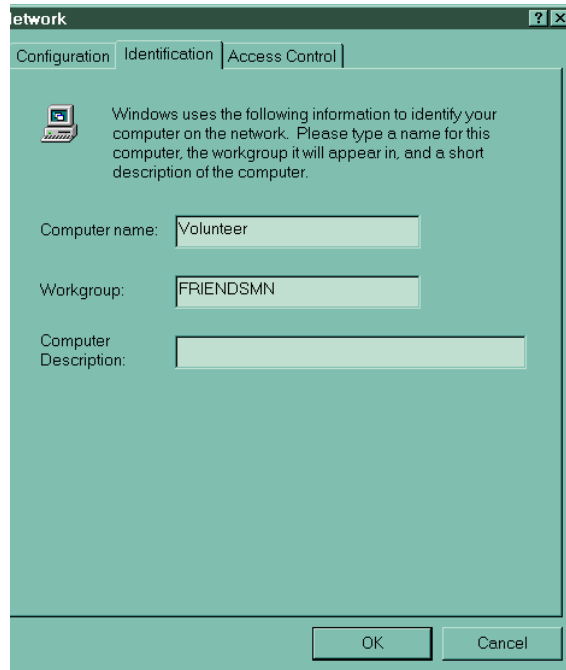 etwork
Configuration Identification Access Control
Windows uses the following information to identify your
computer on the network. Please type a name for this
computer, the workgroup it will appear in, and a short
description of the computer.
Computer name: Volunteer
Workgroup: FRIENDSMN
Computer
Description:
OK Cancel